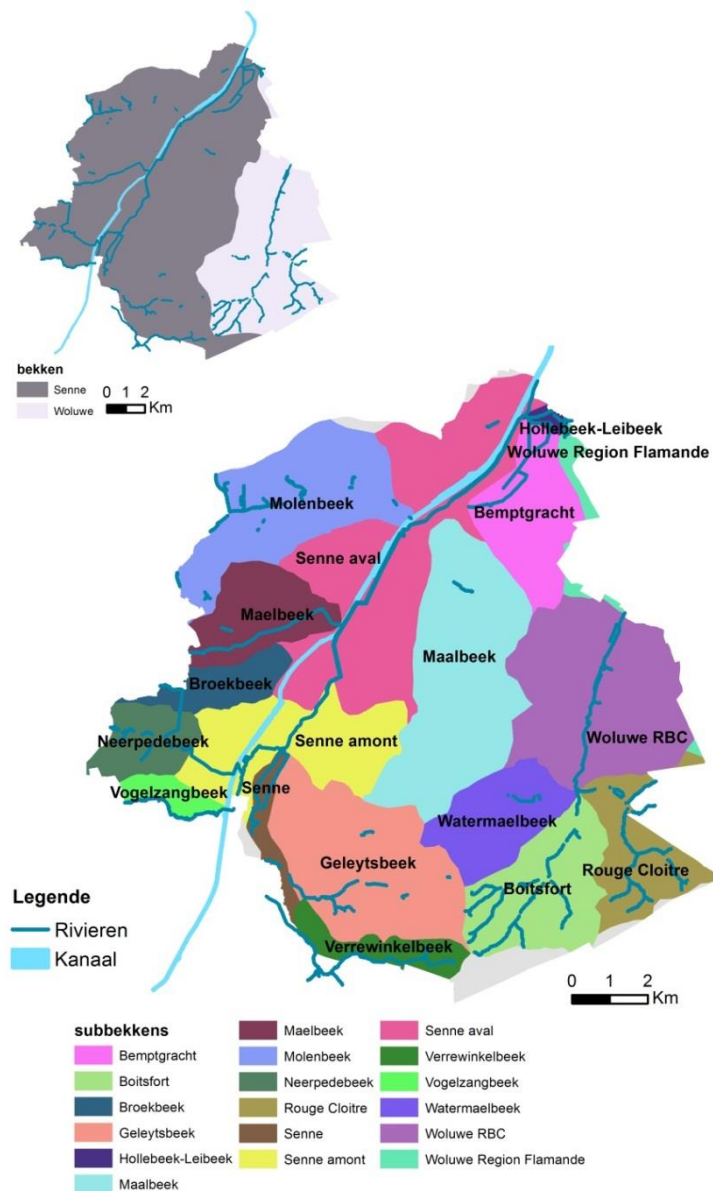 bekken
Senne
Woluwe
0 1 2
Km
Hollebeek-Leibeek
Woluwe Region Flamande
Bemptgracht
Molenbeek
Senne aval
Maelbeek
Maalbeek
Broekbeek
Neerpedebeek
Senne amont
Woluwe RBC
Senne
Vogelzangbeek
Watermaelbeek
Geleytsbeek
Boitsfort
Rouge Cloitre
Verrewinkelbeek
Legende
Rivieren
Kanaal
0 1 2
Km
subbekkens
Bemptgracht
Boitsfort
Broekbeek
Geleytsbeek
Hollebeek-Leibeek
Maalbeek
Maelbeek
Molenbeek
Neerpedebeek
Rouge Cloitre
Senne
Senne amont
Senne aval
Verrewinkelbeek
Vogelzangbeek
Watermaelbeek
Woluwe RBC
Woluwe Region Flamande